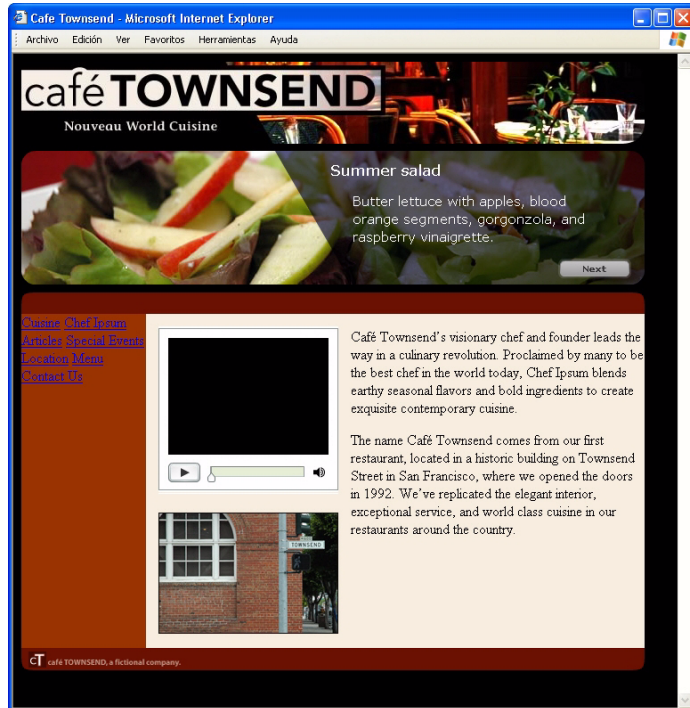 Cafe Townsend - Microsoft Internet Explorer
Archivo Edición Ver Favoritos Herramientas Ayuda
café TOWNSEND
Nouveau World Cuisine
Summer salad
Butter lettuce with apples, blood
orange segments, gorgonzola, and
raspberry vinaigrette.
Next
Cuisine Chef Ipsum
Articles Special Events
Location Menu
Contact Us
Café Townsend's visionary chef and founder leads the
way in a culinary revolution. Proclaimed by many to be
the best chef in the world today, Chef Ipsum blends
earthy seasonal flavors and bold ingredients to create
exquisite contemporary cuisine.
The name Café Townsend comes from our first
restaurant, located in a historic building on Townsend
Street in San Francisco, where we opened the doors
in 1992. We've replicated the elegant interior,
exceptional service, and world class cuisine in our
restaurants around the country.
TOWNSEND
cT café TOWNSEND, a fictional company.